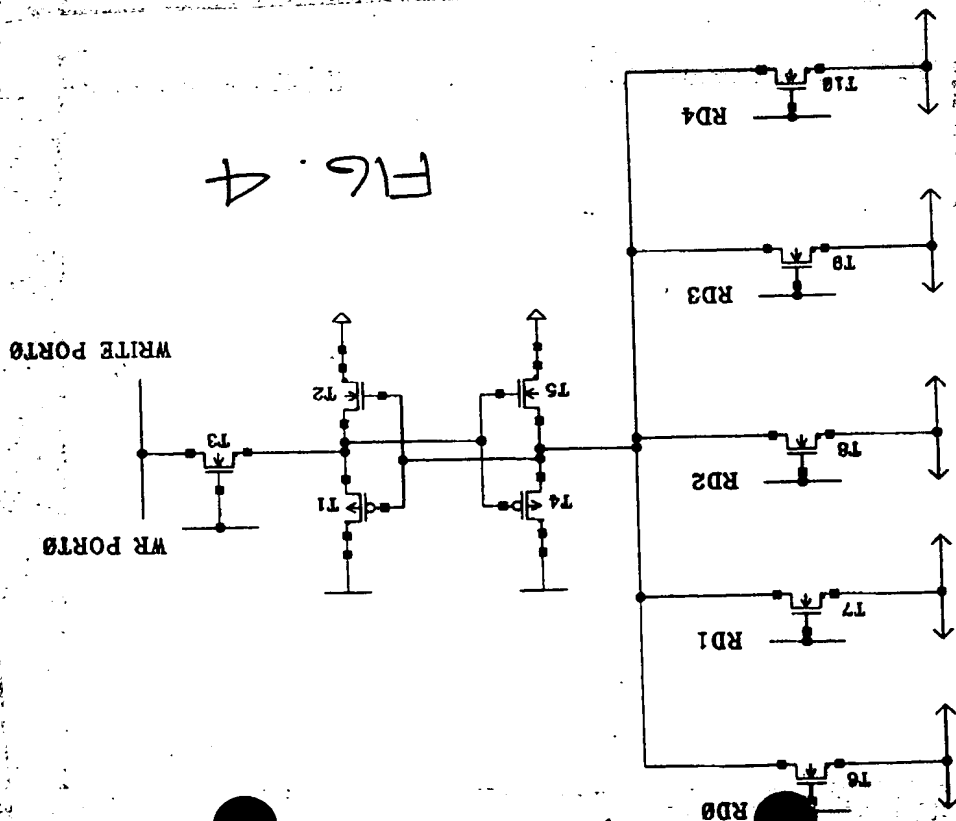 RD0
T6
RD1
T7
WR PORT0
T4
T1
RD2
T8
T3
T5
T2
WRITE PORT0
RD3
T9
FIG. 4
RD4
T10